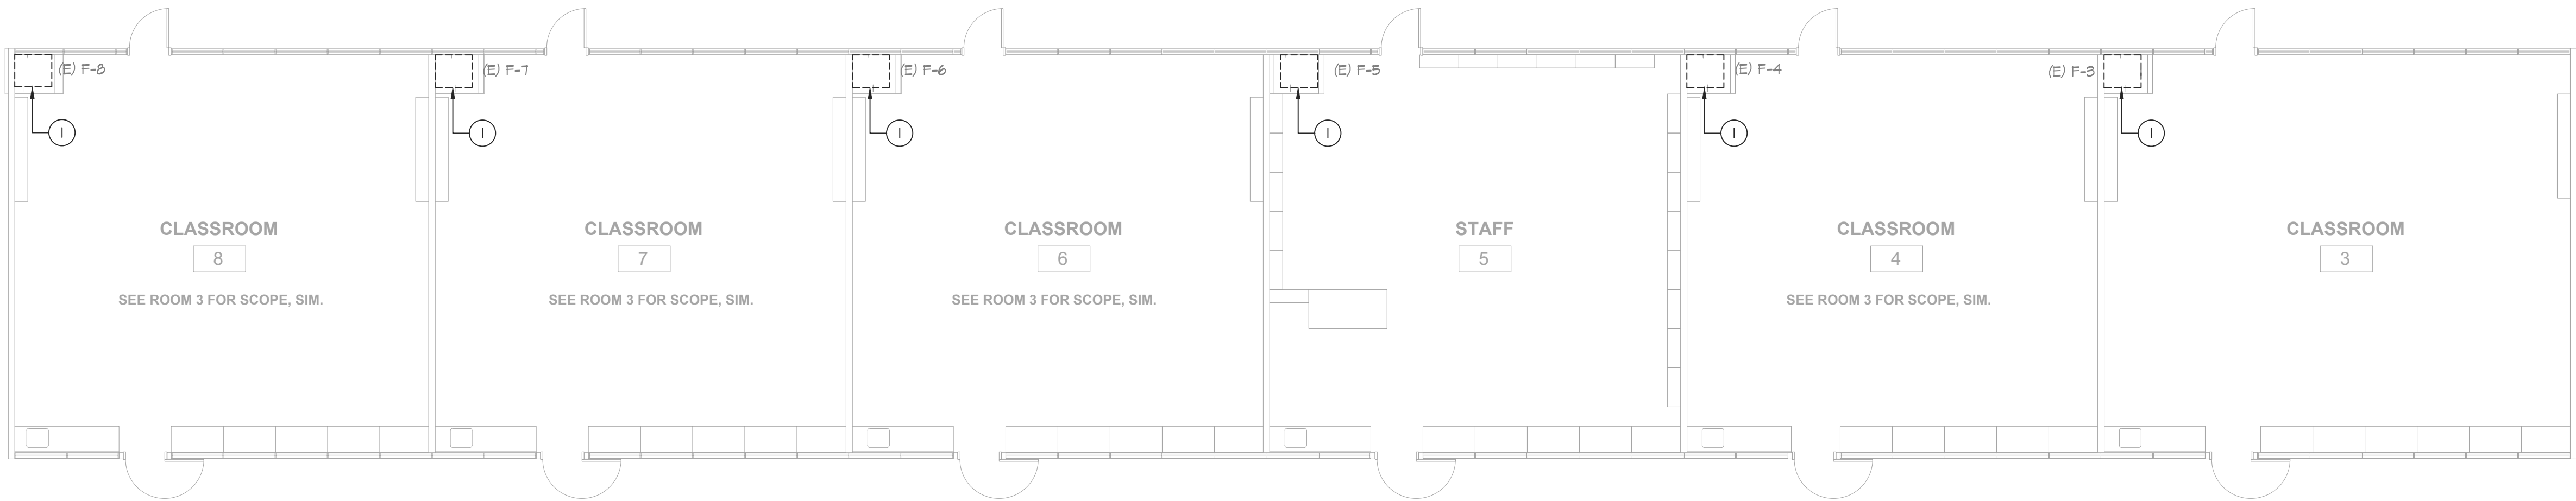 (E) F-8
(E) F-7
(E) F-6
(E) F-5
(E) F-4
(E) F-3
1
1
1
1
1
1
CLASSROOM
8
SEE ROOM 3 FOR SCOPE, SIM.
CLASSROOM
7
SEE ROOM 3 FOR SCOPE, SIM.
CLASSROOM
6
SEE ROOM 3 FOR SCOPE, SIM.
STAFF
5
CLASSROOM
4
SEE ROOM 3 FOR SCOPE, SIM.
CLASSROOM
3